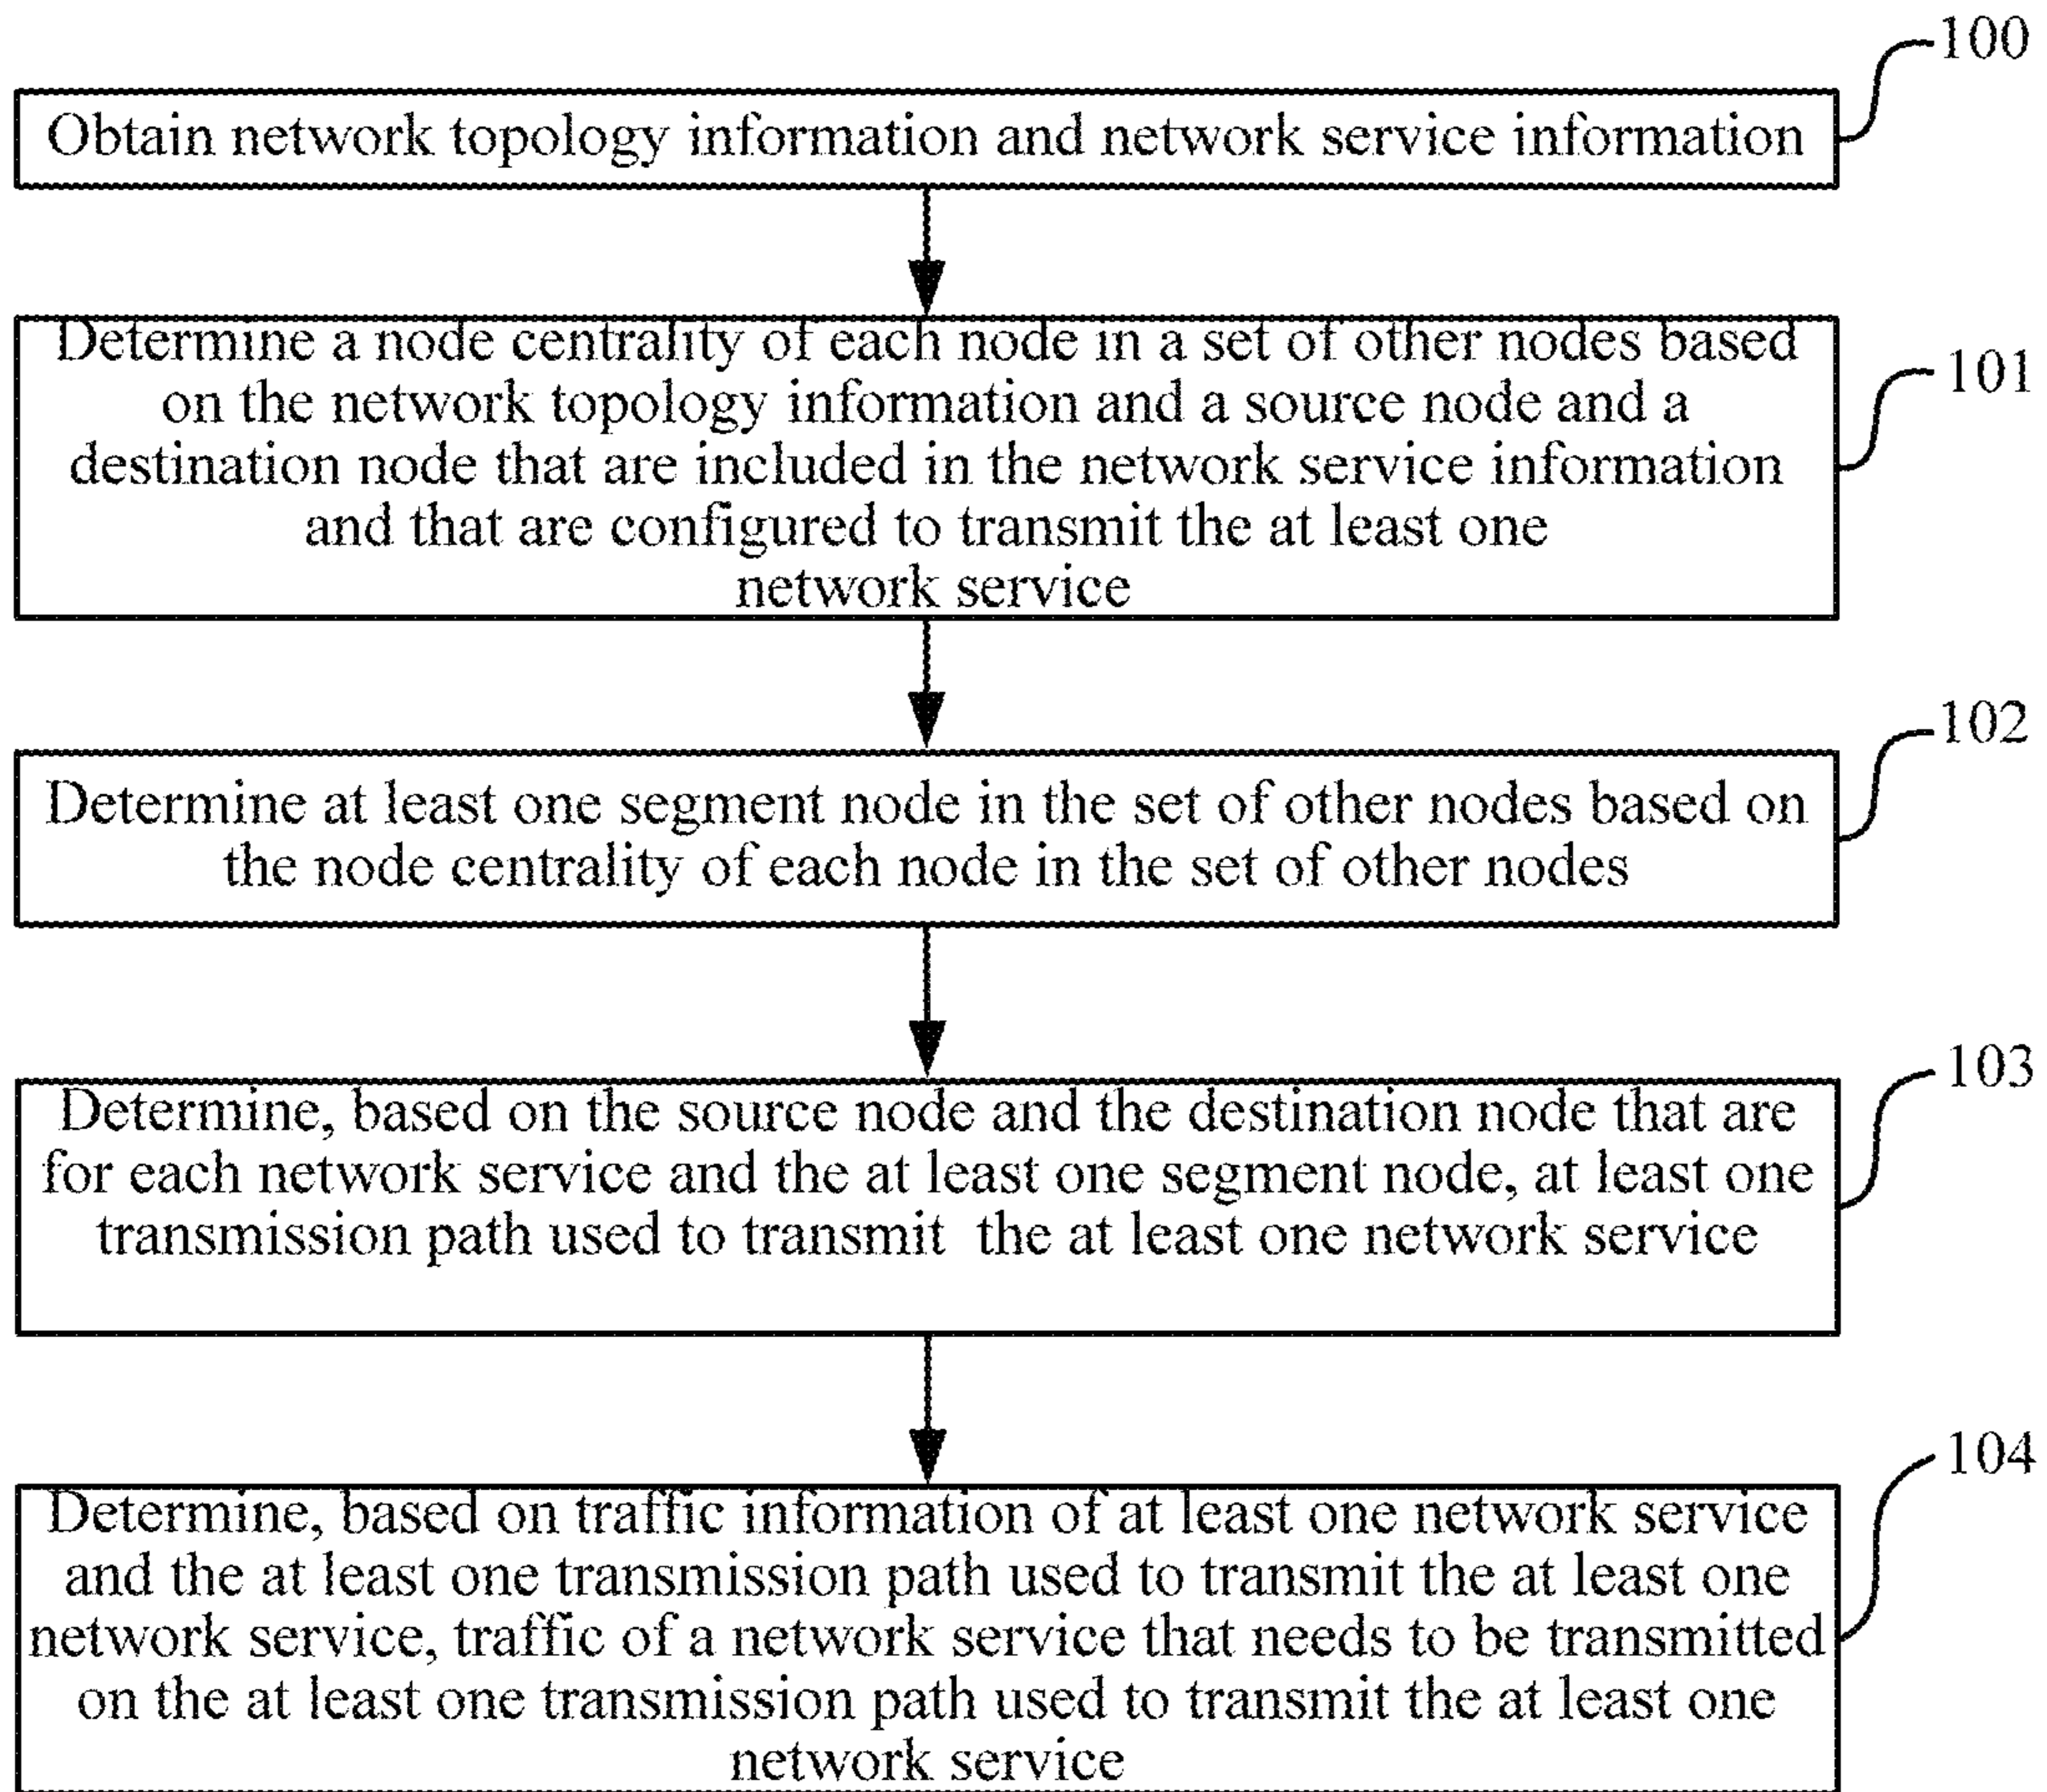 100
Obtain network topology information and network service information
Determine a node centrality of each node in a set of other nodes based
on the network topology information and a source node and a
destination node that are included in the network service information
and that are configured to transmit the at least one
network service
101
102
Determine at least one segment node in the set of other nodes based on
the node centrality of each node in the set of other nodes
103
Determine, based on the source node and the destination node that are
for each network service and the at least one segment node, at least one
transmission path used to transmit the at least one network service
104
Determine, based on traffic information of at least one network service
and the at least one transmission path used to transmit the at least one
network service, traffic of a network service that needs to be transmitted
on the at least one transmission path used to transmit the at least one
network service